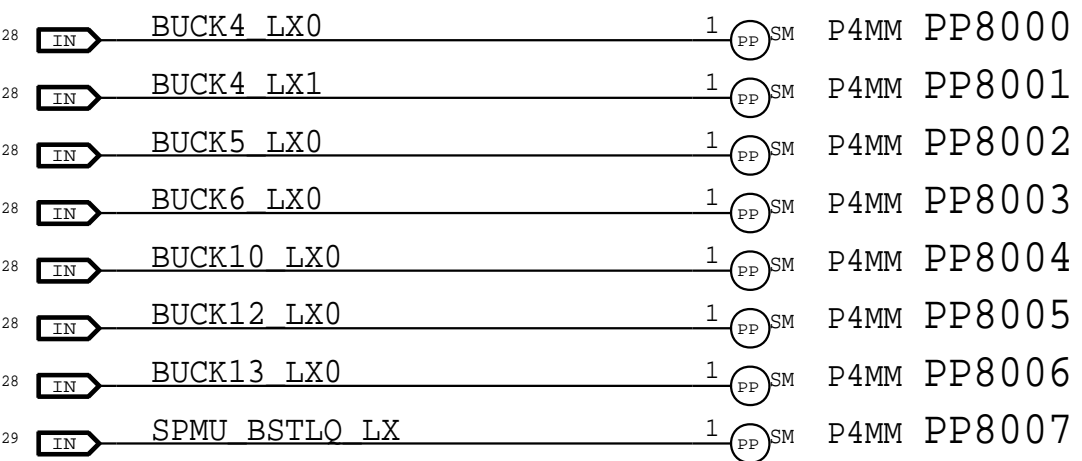 28 IN BUCK4_LX0 1 PP SM P4MM PP8000
28 IN BUCK4_LX1 1 PP SM P4MM PP8001
28 IN BUCK5_LX0 1 PP SM P4MM PP8002
28 IN BUCK6_LX0 1 PP SM P4MM PP8003
28 IN BUCK10_LX0 1 PP SM P4MM PP8004
28 IN BUCK12_LX0 1 PP SM P4MM PP8005
28 IN BUCK13_LX0 1 PP SM P4MM PP8006
29 IN SPMU_BSTLQ_LX 1 PP SM P4MM PP8007